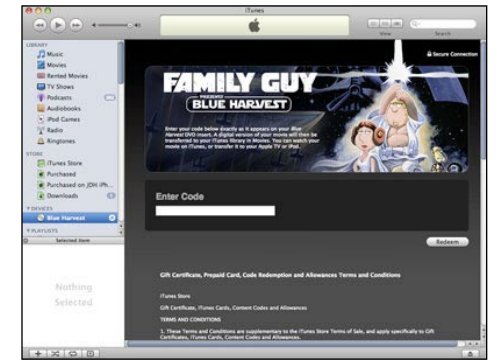 iTunes
View
Search
LIBRARY
Music
Movies
Rented Movies
TV Shows
Podcasts
Audiobooks
iPod Games
Radio
Ringtones
STORE
iTunes Store
Purchased
Purchased on JDH iPh...
Downloads
DEVICES
Blue Harvest
PLAYLISTS
Selected Item
Nothing
Selected
Secure Connection
FAMILY GUY
PRESENTS
BLUE HARVEST
Enter your code below exactly as it appears on your Blue
Harvest DVD insert. A digital version of your movie will then be
transferred to your iTunes library in Movies. You can watch your
movie on iTunes, or transfer it to your Apple TV or iPod.
Enter Code
Redeem
Gift Certificate, Prepaid Card, Code Redemption and Allowances Terms and Conditions
iTunes Store
Gift Certificates, iTunes Cards, Content Codes and Allowances
TERMS AND CONDITIONS
1. These Terms and Conditions are supplementary to the iTunes Store Terms of Sale, and apply specifically to Gift
Certificates, iTunes Cards, Content Codes, and Allowances.